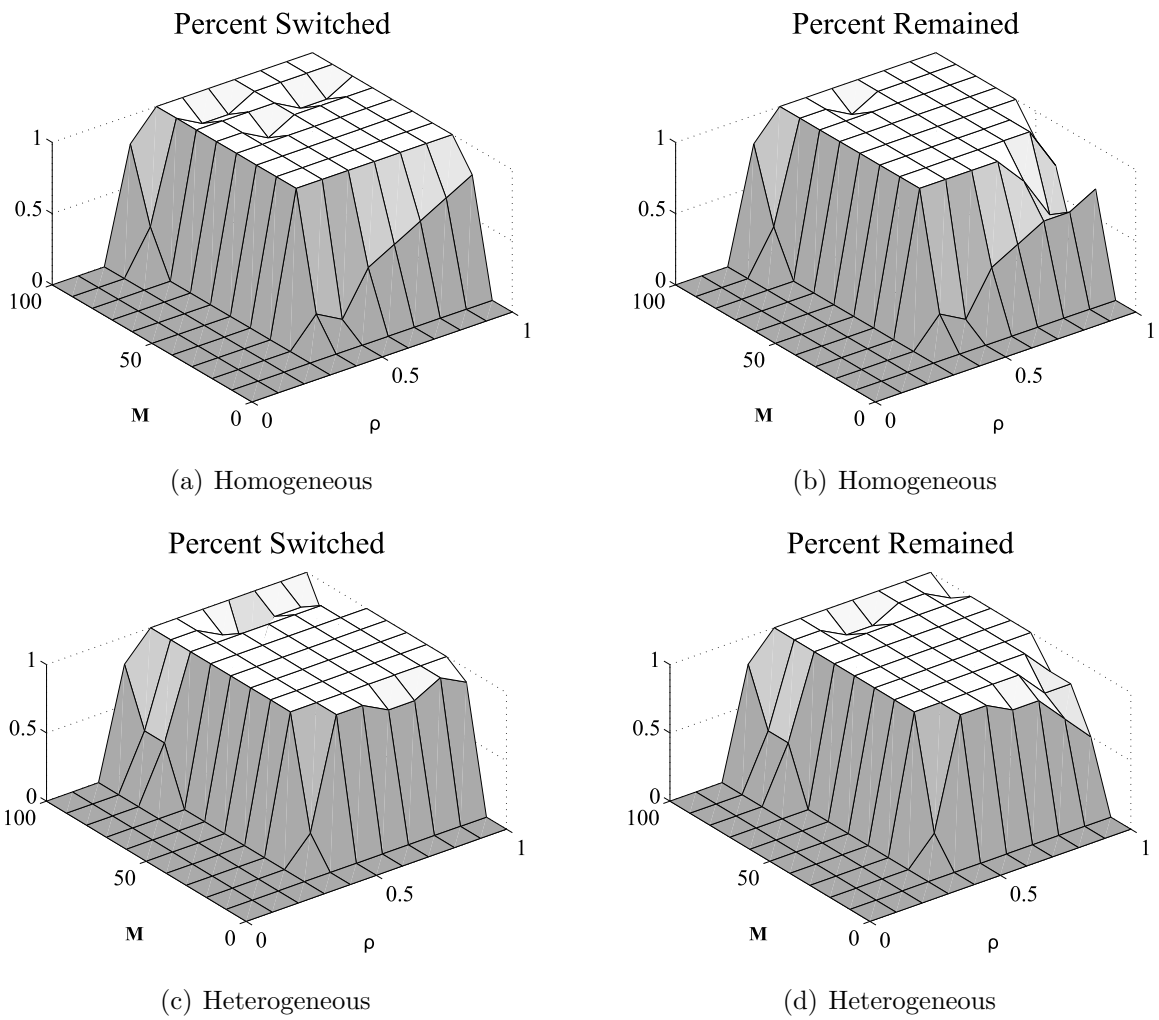 Percent Switched
1
0.5
0
100
50
0
M
0
0.5
1
ρ
(a) Homogeneous
Percent Remained
1
0.5
0
100
50
0
M
0
0.5
1
ρ
(b) Homogeneous
Percent Switched
1
0.5
0
100
50
0
M
0
0.5
1
ρ
(c) Heterogeneous
Percent Remained
1
0.5
0
100
50
0
M
0
0.5
1
ρ
(d) Heterogeneous